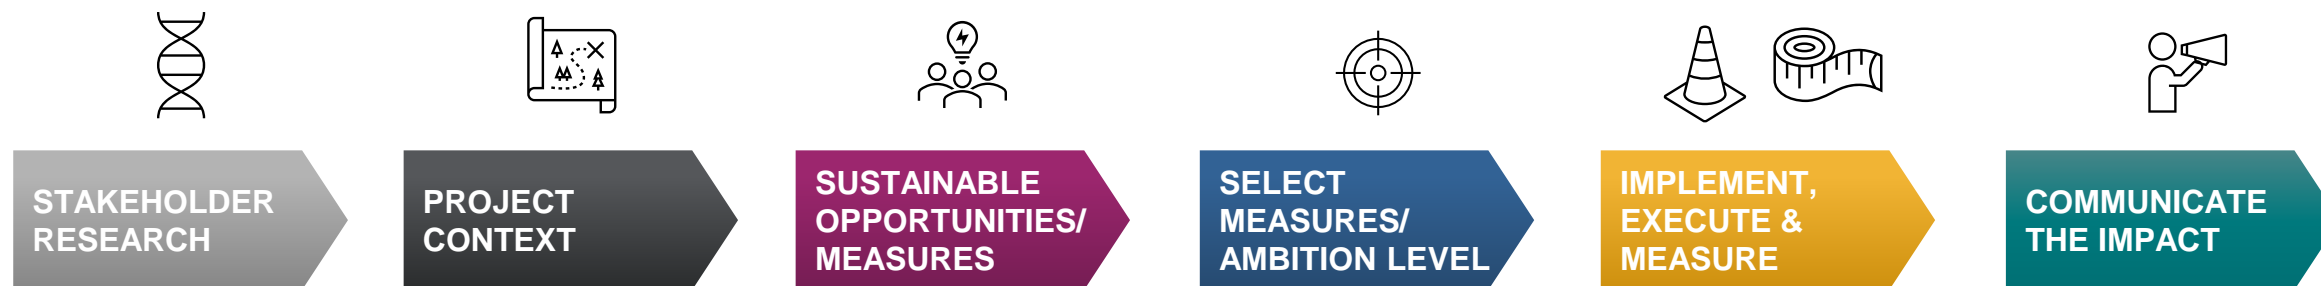 STAKEHOLDER
RESEARCH
PROJECT
CONTEXT
SUSTAINABLE
OPPORTUNITIES/
MEASURES
SELECT
MEASURES/
AMBITION LEVEL
IMPLEMENT,
EXECUTE &
MEASURE
COMMUNICATE
THE IMPACT